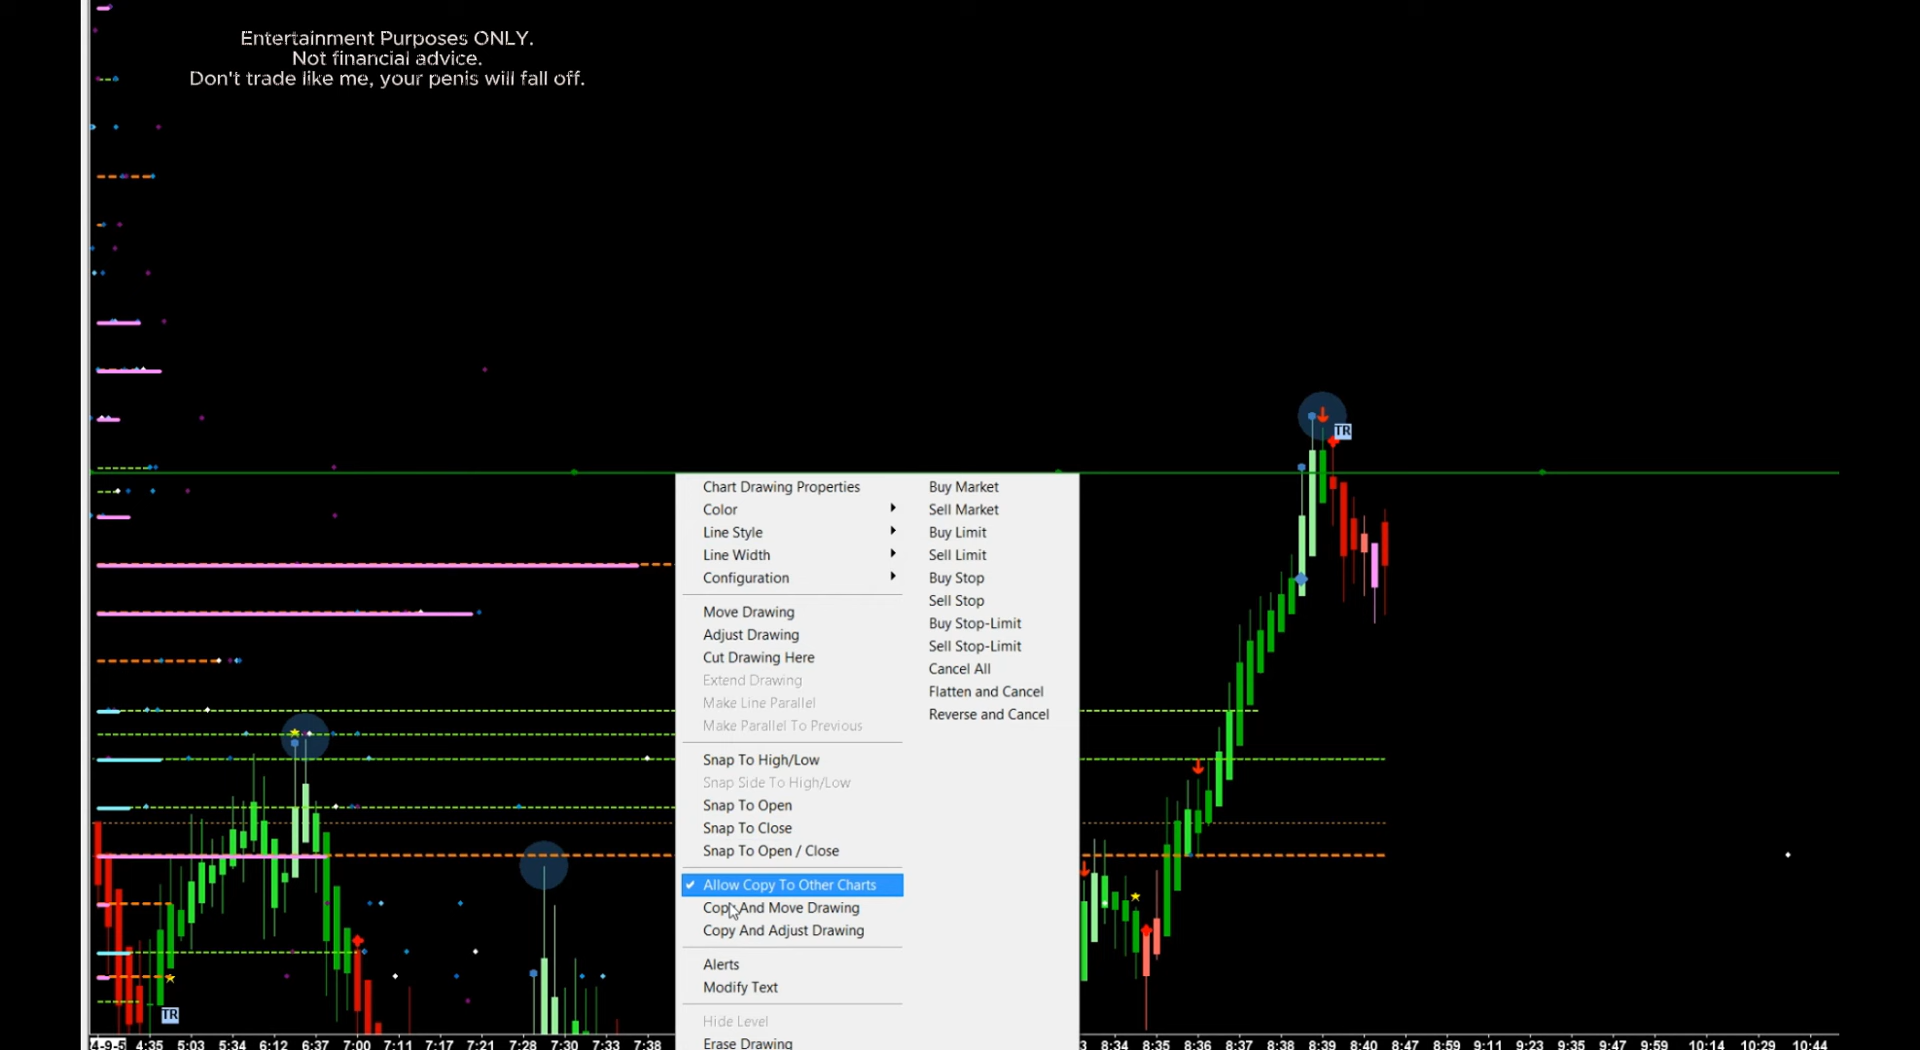 Entertainment Purposes ONLY.
Not financial advice.
Don't trade like me, your penis will fall off.
TR
Chart Drawing Properties
Color
Line Style
Line Width
Configuration
Move Drawing
Adjust Drawing
Cut Drawing Here
Extend Drawing
Make Line Parallel
Make Parallel To Previous
Snap To High/Low
Snap Side To High/Low
Snap To Open
Snap To Close
Snap To Open / Close
Allow Copy To Other Charts
Copy And Move Drawing
Copy And Adjust Drawing
Alerts
Modify Text
Hide Level
Erase Drawing
Buy Market
Sell Market
Buy Limit
Sell Limit
Buy Stop
Sell Stop
Buy Stop-Limit
Sell Stop-Limit
Cancel All
Flatten and Cancel
Reverse and Cancel
TR
4-9-5 4:35 5:03 5:34 6:12 6:37 7:00 7:11 7:17 7:21 7:28 7:30 7:33 7:38 3 8:34 8:35 8:36 8:37 8:38 8:39 8:40 8:47 8:59 9:11 9:23 9:35 9:47 9:59 10:14 10:29 10:44